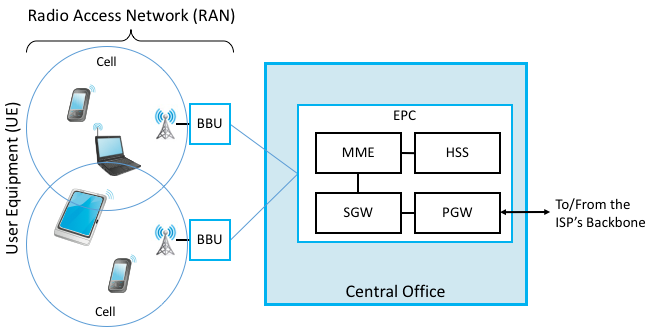 Radio Access Network (RAN)
Cell
User Equipment (UE)
BBU
BBU
Cell
EPC
MME
HSS
SGW
PGW
Central Office
To/From the
ISP's Backbone